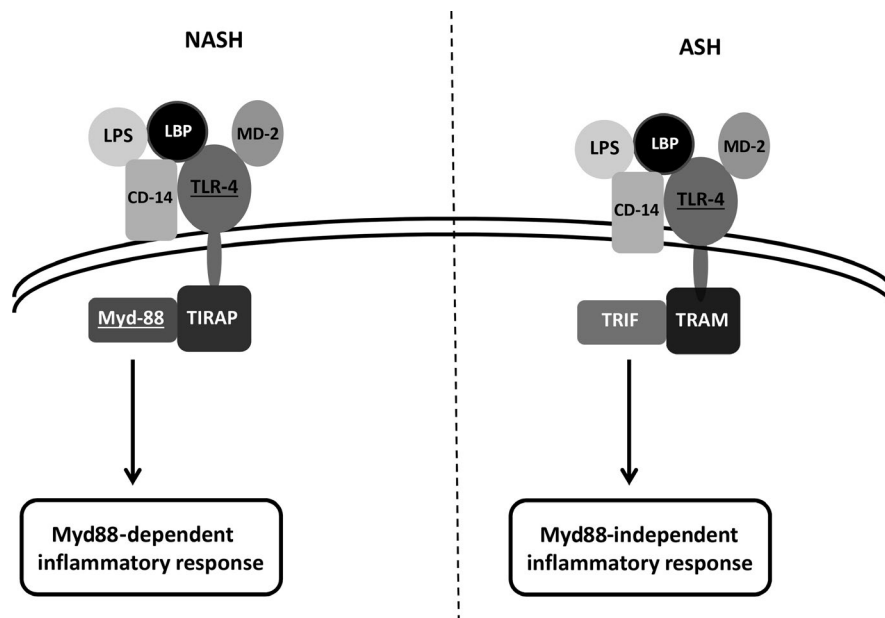 NASH
LPS
LBP
MD-2
CD-14
TLR-4
Myd-88
TIRAP
Myd88-dependent
inflammatory response
ASH
LPS
LBP
MD-2
CD-14
TLR-4
TRIF
TRAM
Myd88-independent
inflammatory response